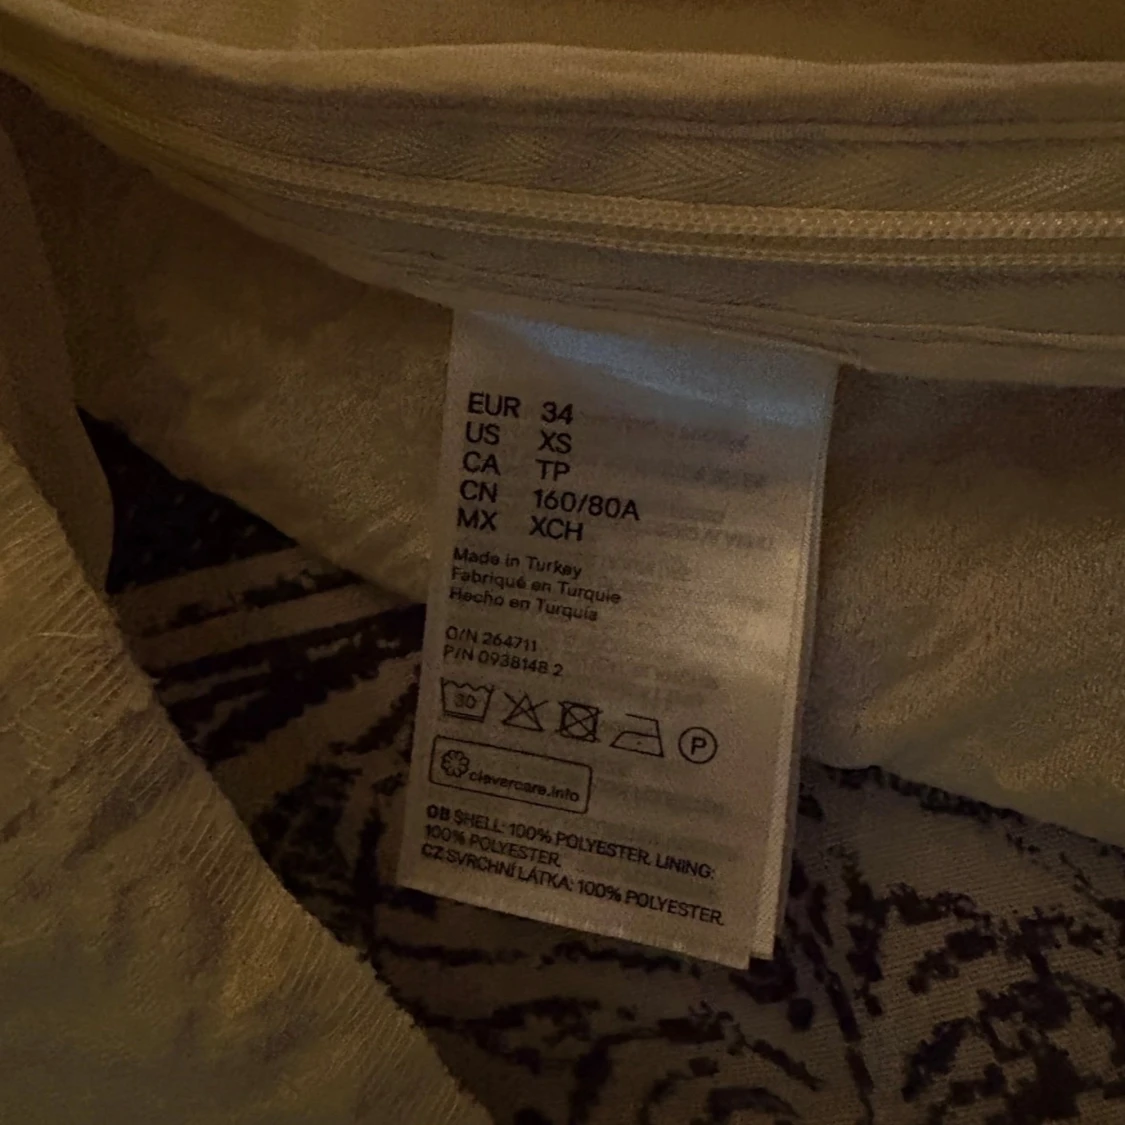 EUR 34
US XS
CA TP
CN 160/80A
MX XCH
Made in Turkey
Fabriqué en Turquie
Hecho en Turquía
O/N 264711
P/N 0938148 2
30
P
clevercare.info
GB SHELL: 100% POLYESTER. LINING:
100% POLYESTER.
CZ SVRCHNÍ LÁTKA: 100% POLYESTER.